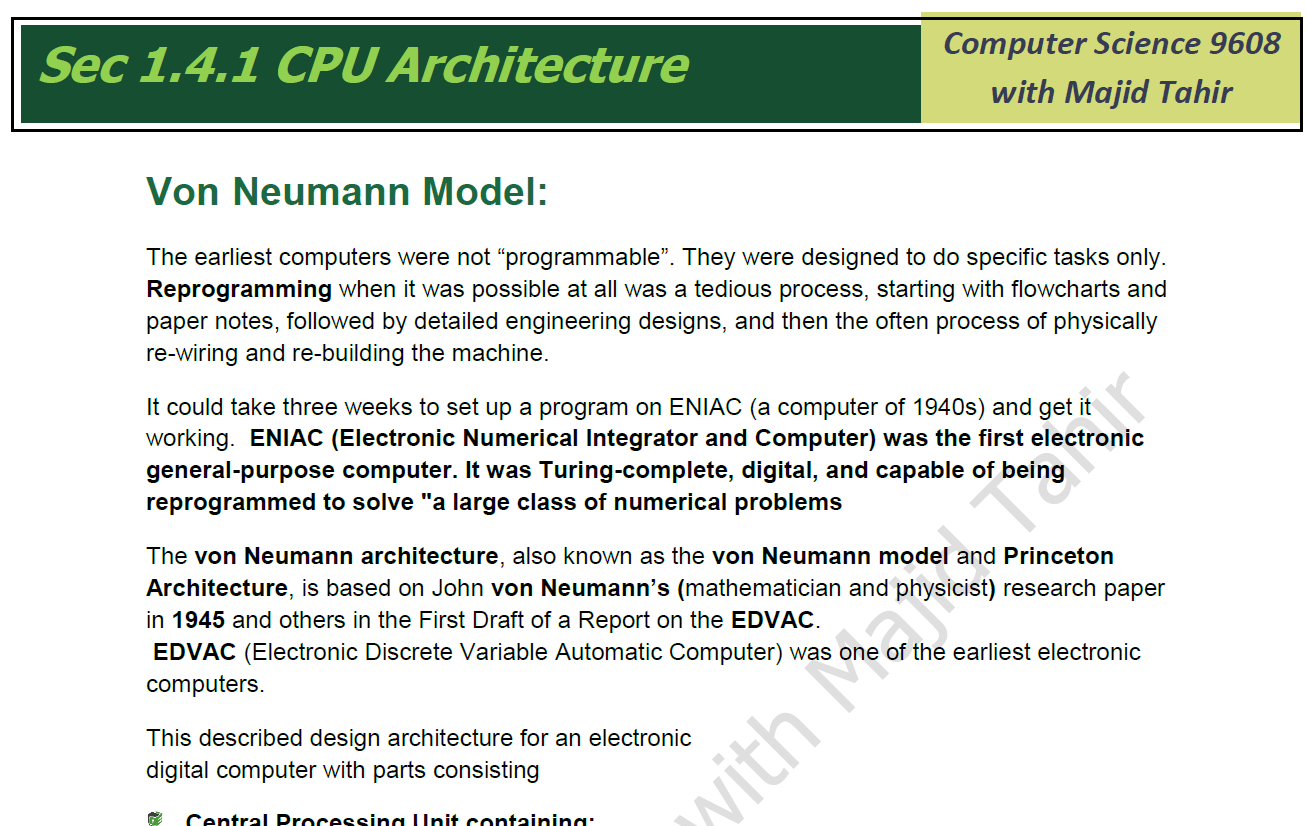 Sec 1.4.1 CPU Architecture
Computer Science 9608
with Majid Tahir
Von Neumann Model:
The earliest computers were not “programmable”. They were designed to do specific tasks only.
Reprogramming when it was possible at all was a tedious process, starting with flowcharts and
paper notes, followed by detailed engineering designs, and then the often process of physically
re-wiring and re-building the machine.
It could take three weeks to set up a program on ENIAC (a computer of 1940s) and get it
working.  ENIAC (Electronic Numerical Integrator and Computer) was the first electronic
general-purpose computer. It was Turing-complete, digital, and capable of being
reprogrammed to solve "a large class of numerical problems
The von Neumann architecture, also known as the von Neumann model and Princeton
Architecture, is based on John von Neumann’s (mathematician and physicist) research paper
in 1945 and others in the First Draft of a Report on the EDVAC.
EDVAC (Electronic Discrete Variable Automatic Computer) was one of the earliest electronic
computers.
This described design architecture for an electronic
digital computer with parts consisting
Central Processing Unit containing:
with Majid Tahir